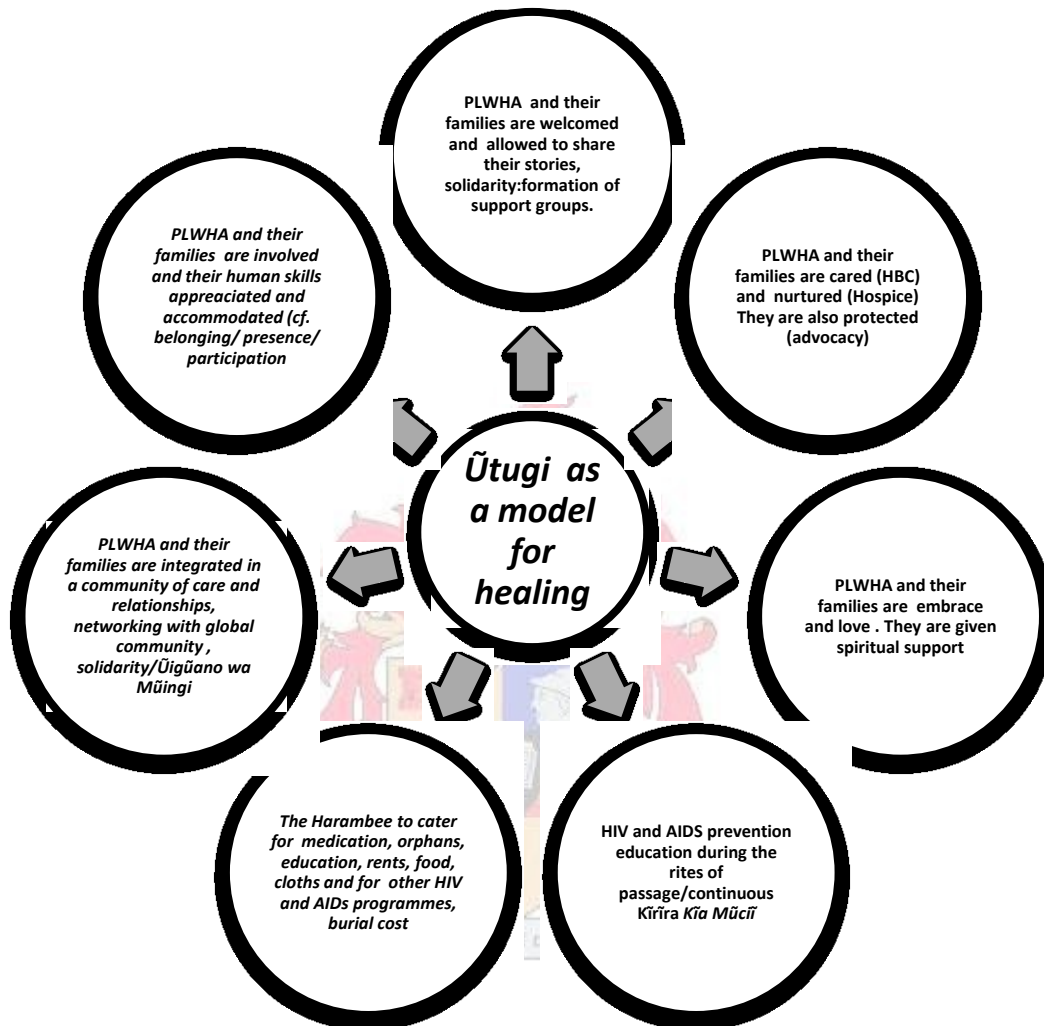 PLWHA and their
families are welcomed
and allowed to share
their stories,
solidarity:formation of
support groups.
PLWHA and their
families are cared (HBC)
and nurtured (Hospice)
They are also protected
(advocacy)
PLWHA and their
families are embrace
and love . They are given
spiritual support
HIV and AIDS prevention
education during the
rites of
passage/continuous
Kĩrĩra Kĩa Mũciĩ
The Harambee to cater
for medication, orphans,
education, rents, food,
cloths and for other HIV
and AIDs programmes,
burial cost
PLWHA and their
families are integrated in
a community of care and
relationships,
networking with global
community ,
solidarity/Ũigũano wa
Mũingi
PLWHA and their
families are involved
and their human skills
appreaciated and
accommodated (cf.
belonging/ presence/
participation
Ũtugi as
a model
for
healing